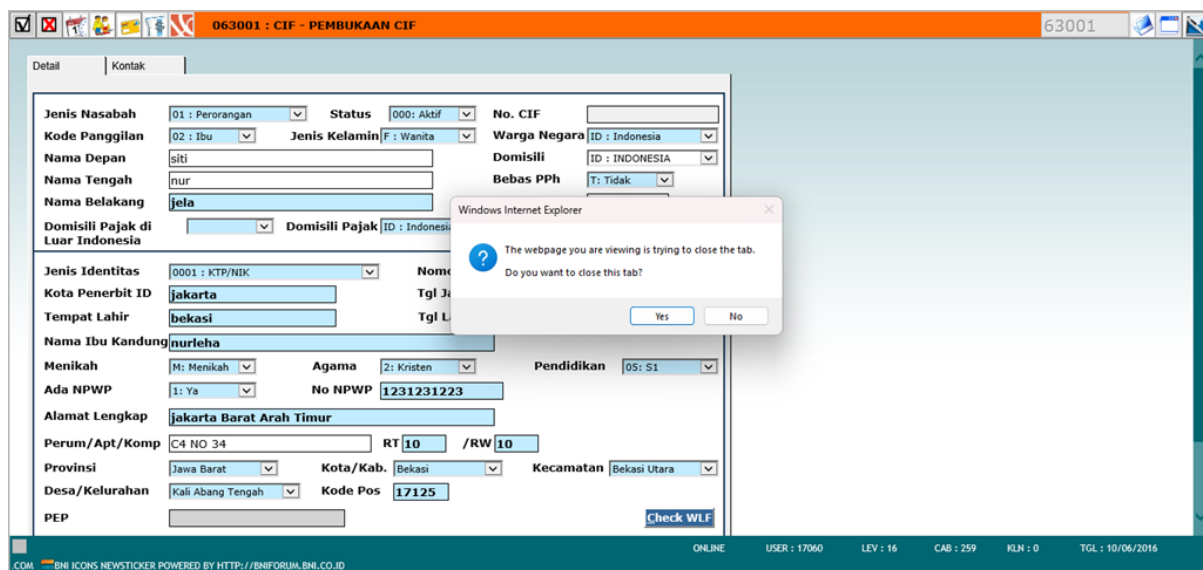 063001 : CIF - PEMBUKAAN CIF
63001
Detail Kontak
Jenis Nasabah 01 : Perorangan Status 000: Aktif No. CIF
Kode Panggilan 02 : Ibu Jenis Kelamin F : Wanita Warga Negara ID : Indonesia
Nama Depan siti Domisili ID : INDONESIA
Nama Tengah nur Bebas PPh T: Tidak
Nama Belakang jela
Windows Internet Explorer
Domisili Pajak di Luar Indonesia Domisili Pajak ID : Indonesia
The webpage you are viewing is trying to close the tab.
Do you want to close this tab?
Yes No
Jenis Identitas 0001 : KTP/NIK
Kota Penerbit ID jakarta
Tempat Lahir bekasi
Nama Ibu Kandung nurleha
Menikah M: Menikah Agama 2: Kristen Pendidikan 05: S1
Ada NPWP 1: Ya No NPWP 1231231223
Alamat Lengkap jakarta Barat Arah Timur
Perum/Apt/Komp C4 NO 34 RT 10 /RW 10
Provinsi Jawa Barat Kota/Kab. Bekasi Kecamatan Bekasi Utara
Desa/Kelurahan Kali Abang Tengah Kode Pos 17125
PEP Check WLF
ONLINE USER : 17060 LEV : 16 CAB : 259 KLN : 0 TGL : 10/06/2016
COM BNI ICONS NEWSTICKER POWERED BY HTTP://BNIFORUM.BNI.CO.ID